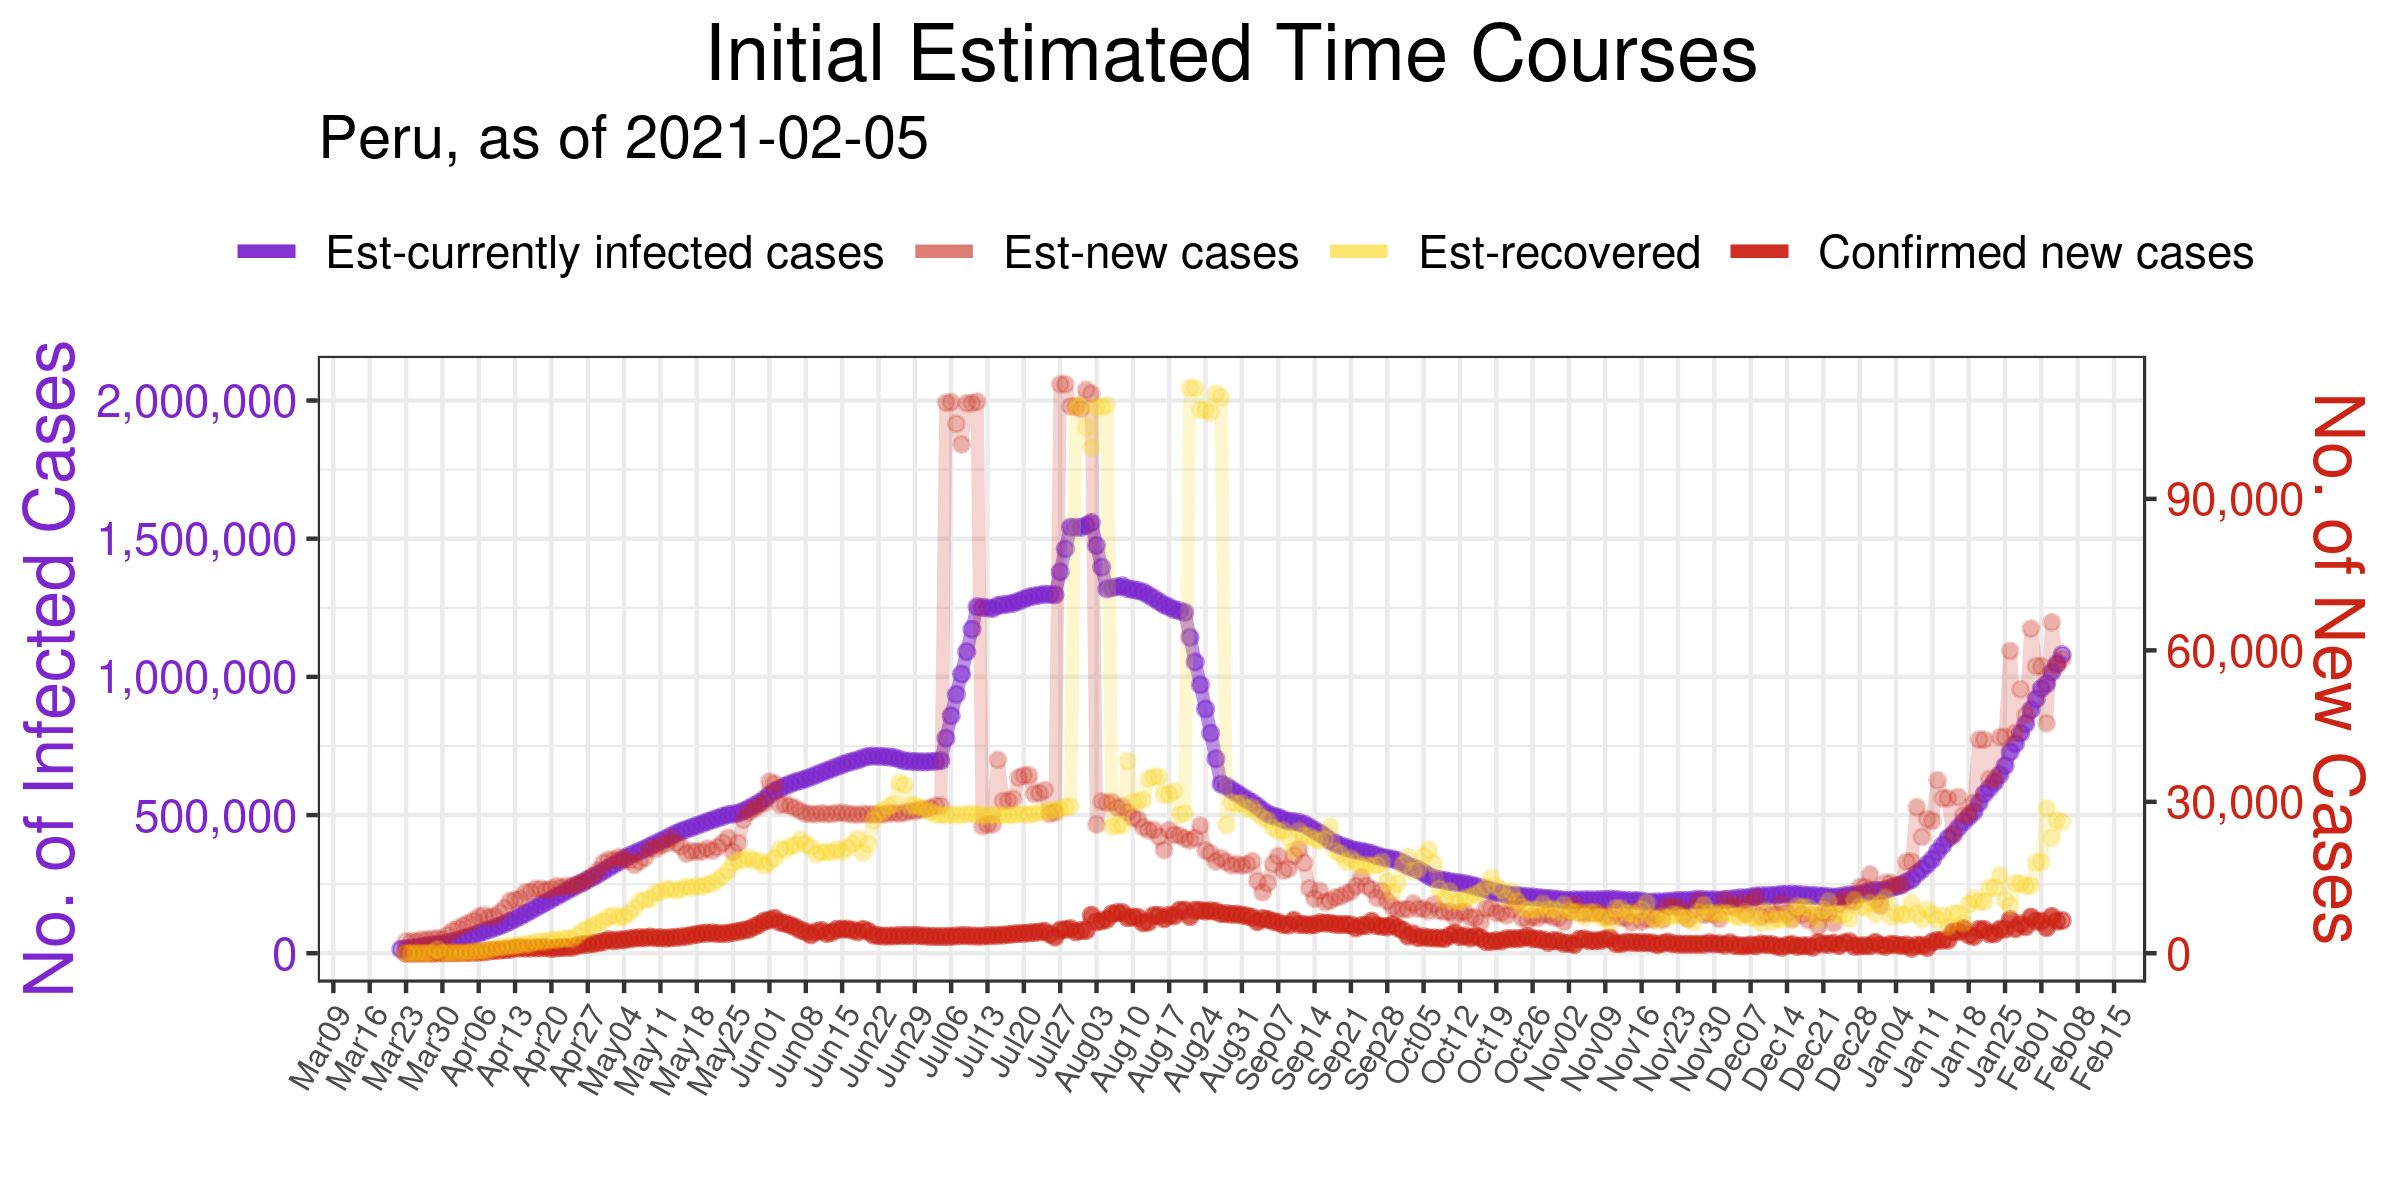 Initial Estimated Time Courses
Peru, as of 2021-02-05
Est-currently infected cases Est-new cases Est-recovered Confirmed new cases
No. of Infected Cases
2,000,000
1,500,000
1,000,000
500,000
0
No. of New Cases
90,000
60,000
30,000
0
Mar09 Mar16 Mar23 Mar30 Apr06 Apr13 Apr20 Apr27 May04 May11 May18 May25 Jun01 Jun08 Jun15 Jun22 Jun29 Jul06 Jul13 Jul20 Jul27 Aug03 Aug10 Aug17 Aug24 Aug31 Sep07 Sep14 Sep21 Sep28 Oct05 Oct12 Oct19 Oct26 Nov02 Nov09 Nov16 Nov23 Nov30 Dec07 Dec14 Dec21 Dec28 Jan04 Jan11 Jan18 Jan25 Feb01 Feb08 Feb15